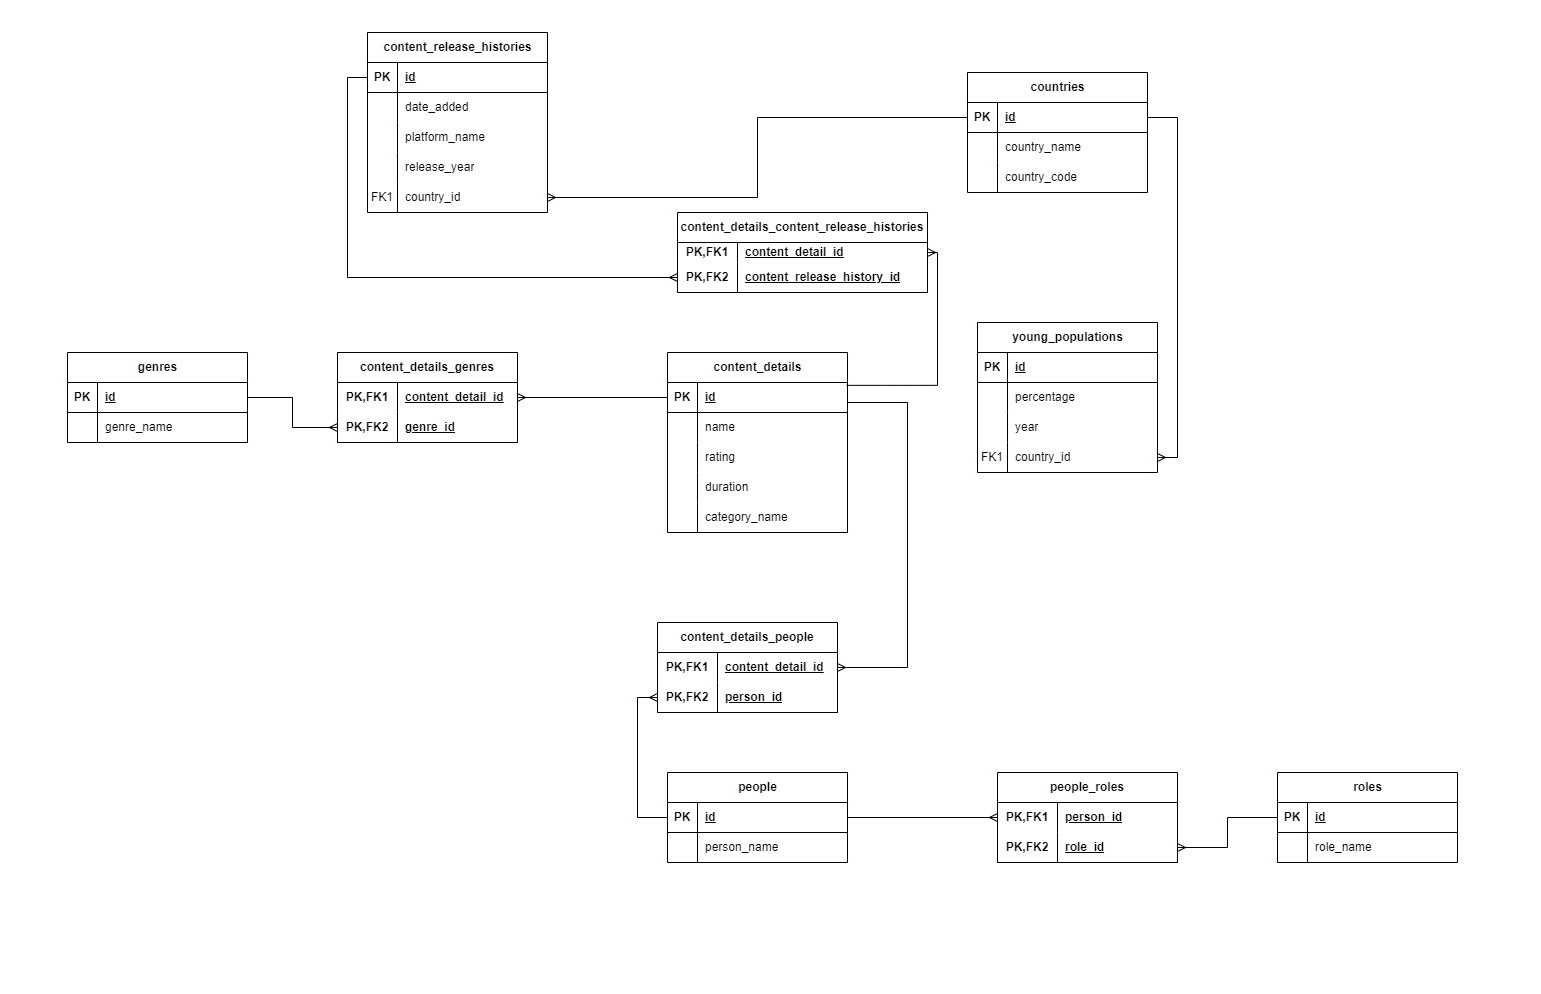 content_release_histories
PK id
date_added
platform_name
release_year
FK1 country_id
countries
PK id
country_name
country_code
content_details_content_release_histories
PK,FK1 content_detail_id
PK,FK2 content_release_history_id
young_populations
PK id
percentage
year
FK1 country_id
genres
PK id
genre_name
content_details_genres
PK,FK1 content_detail_id
PK,FK2 genre_id
content_details
PK id
name
rating
duration
category_name
content_details_people
PK,FK1 content_detail_id
PK,FK2 person_id
people
PK id
person_name
people_roles
PK,FK1 person_id
PK,FK2 role_id
roles
PK id
role_name